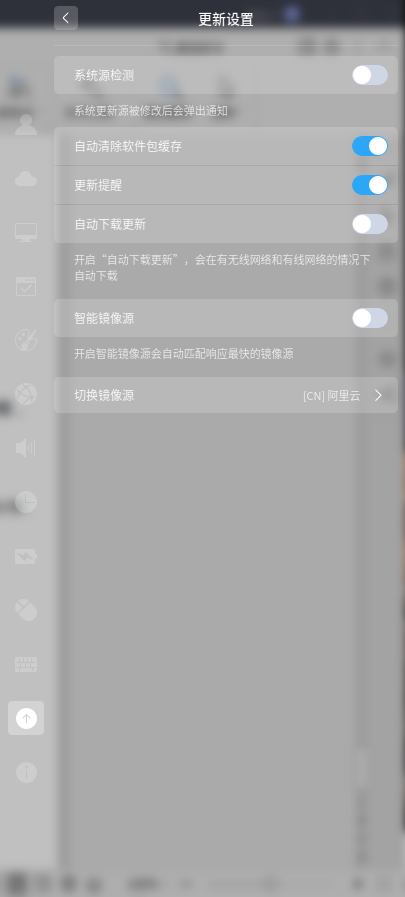 更新设置
系统源检测
系统更新源被修改后会弹出通知
自动清除软件包缓存
更新提醒
自动下载更新
开启“自动下载更新”，会在有无线网络和有线网络的情况下
自动下载
智能镜像源
开启智能镜像源会自动匹配响应最快的镜像源
切换镜像源 [CN] 阿里云